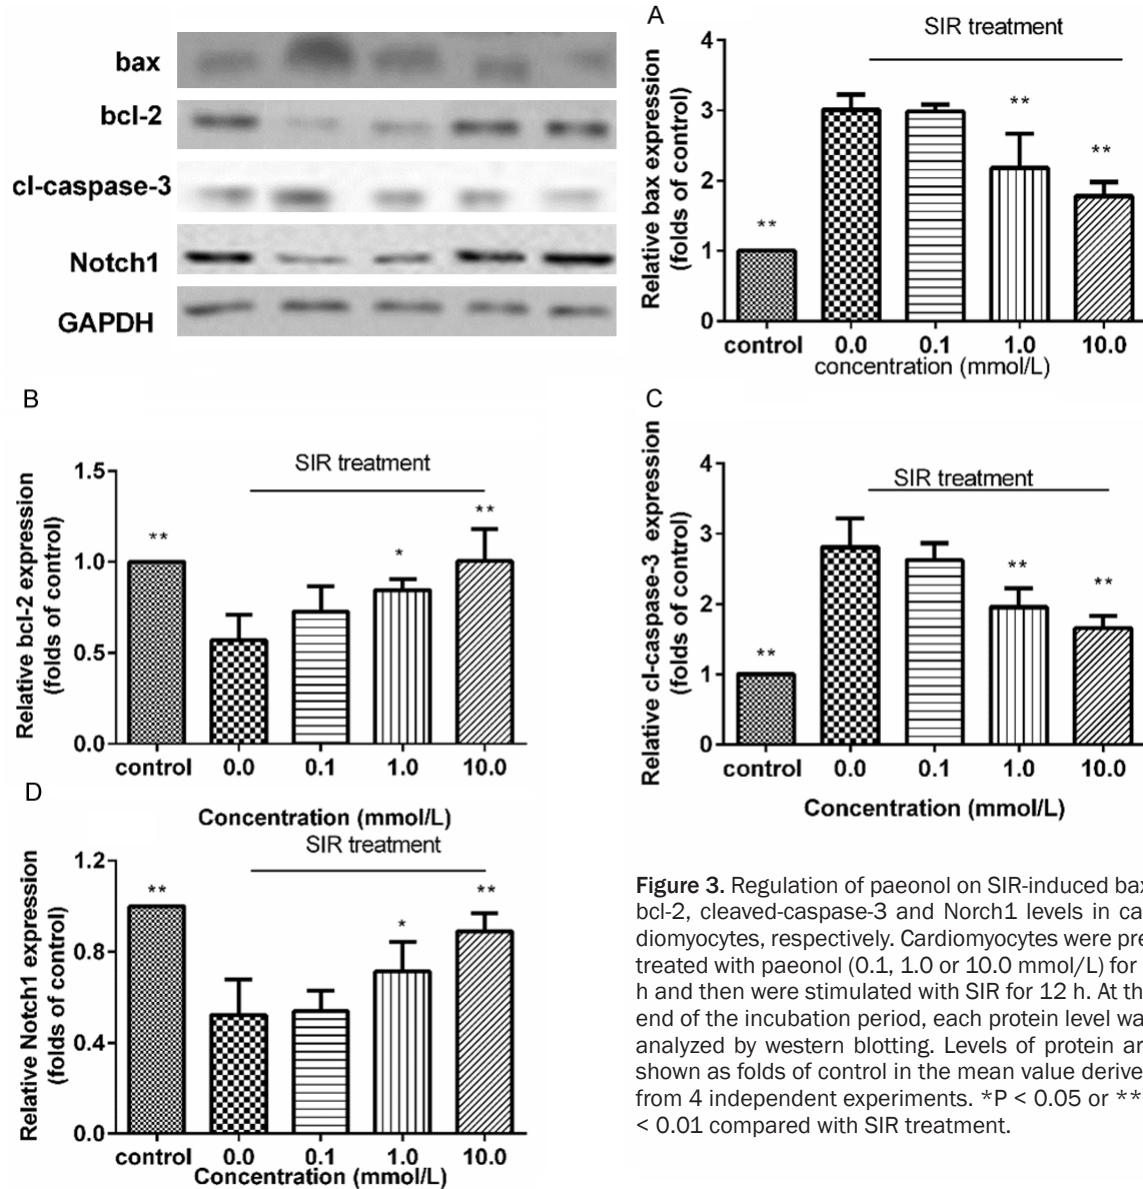 bax
bcl-2
cl-caspase-3
Notch1
GAPDH
A
SIR treatment
Relative bax expression
(folds of control)
4
3
2
1
0
**
**
**
control 0.0 0.1 1.0 10.0
concentration (mmol/L)
B
SIR treatment
Relative bcl-2 expression
(folds of control)
1.5
1.0
0.5
0.0
**
*
**
control 0.0 0.1 1.0 10.0
Concentration (mmol/L)
C
SIR treatment
Relative cl-caspase-3 expression
(folds of control)
4
3
2
1
0
**
**
**
control 0.0 0.1 1.0 10.0
Concentration (mmol/L)
D
SIR treatment
Relative Notch1 expression
(folds of control)
1.2
0.8
0.4
0.0
**
*
**
control 0.0 0.1 1.0 10.0
Concentration (mmol/L)
Figure 3. Regulation of paeonol on SIR-induced bax
bcl-2, cleaved-caspase-3 and Norch1 levels in ca
diomyocytes, respectively. Cardiomyocytes were pre
treated with paeonol (0.1, 1.0 or 10.0 mmol/L) for
h and then were stimulated with SIR for 12 h. At th
end of the incubation period, each protein level wa
analyzed by western blotting. Levels of protein ar
shown as folds of control in the mean value derive
from 4 independent experiments. *P < 0.05 or **
< 0.01 compared with SIR treatment.